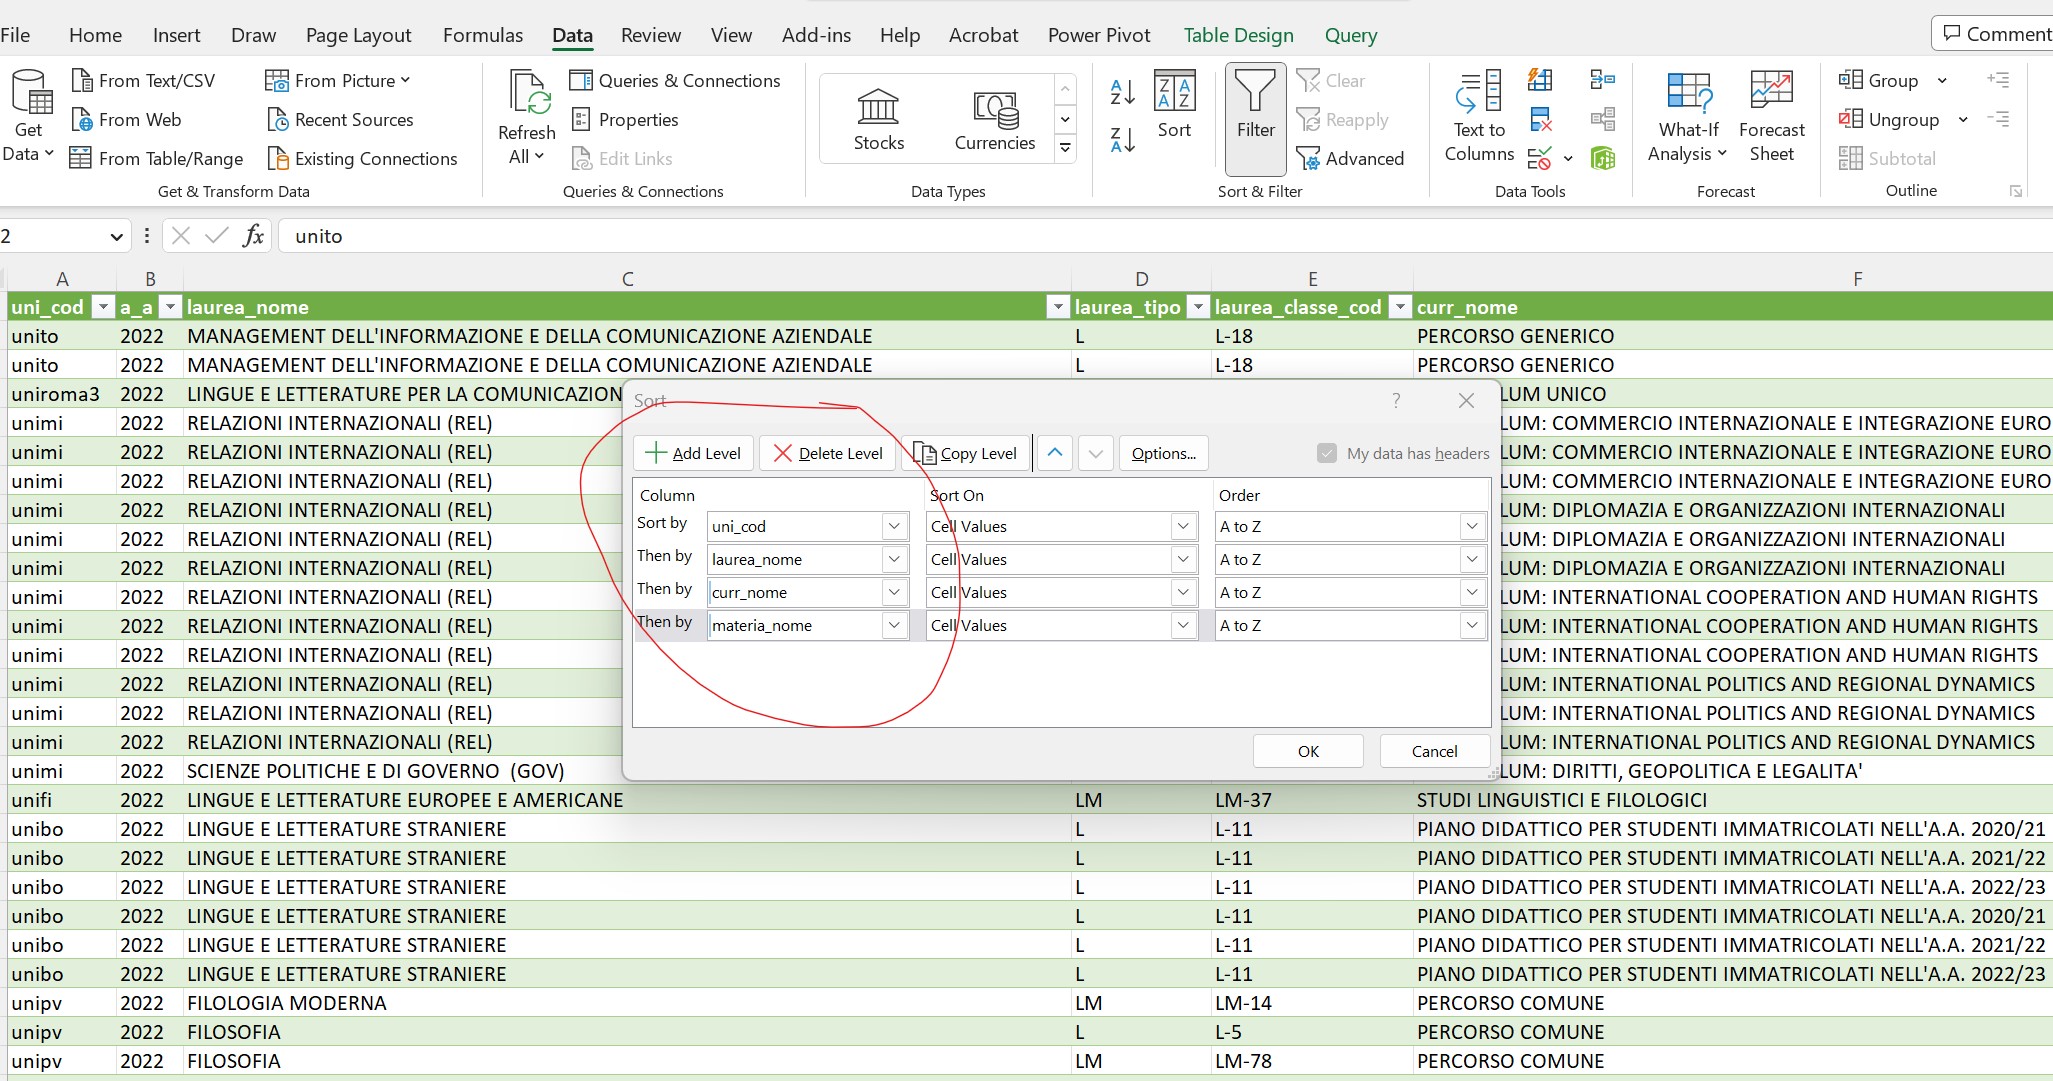 File Home Insert Draw Page Layout Formulas Data Review View Add-ins Help Acrobat Power Pivot Table Design Query Comment
Get Data
From Text/CSV
From Web
From Table/Range
From Picture
Recent Sources
Existing Connections
Get & Transform Data
Refresh All
Queries & Connections
Properties
Edit Links
Queries & Connections
Stocks
Currencies
Data Types
Sort
Filter
Clear
Reapply
Advanced
Sort & Filter
Text to Columns
Data Tools
What-If Analysis
Forecast Sheet
Forecast
Group
Ungroup
Subtotal
Outline
2 fx unito
A B C D E F
uni_cod a_a laurea_nome laurea_tipo laurea_classe_cod curr_nome
unito 2022 MANAGEMENT DELL'INFORMAZIONE E DELLA COMUNICAZIONE AZIENDALE L L-18 PERCORSO GENERICO
unito 2022 MANAGEMENT DELL'INFORMAZIONE E DELLA COMUNICAZIONE AZIENDALE L L-18 PERCORSO GENERICO
uniroma3 2022 LINGUE E LETTERATURE PER LA COMUNICAZION LUM UNICO
unimi 2022 RELAZIONI INTERNAZIONALI (REL) LUM: COMMERCIO INTERNAZIONALE E INTEGRAZIONE EURO
unimi 2022 RELAZIONI INTERNAZIONALI (REL) LUM: COMMERCIO INTERNAZIONALE E INTEGRAZIONE EURO
unimi 2022 RELAZIONI INTERNAZIONALI (REL) LUM: COMMERCIO INTERNAZIONALE E INTEGRAZIONE EURO
unimi 2022 RELAZIONI INTERNAZIONALI (REL) LUM: DIPLOMAZIA E ORGANIZZAZIONI INTERNAZIONALI
unimi 2022 RELAZIONI INTERNAZIONALI (REL) LUM: DIPLOMAZIA E ORGANIZZAZIONI INTERNAZIONALI
unimi 2022 RELAZIONI INTERNAZIONALI (REL) LUM: DIPLOMAZIA E ORGANIZZAZIONI INTERNAZIONALI
unimi 2022 RELAZIONI INTERNAZIONALI (REL) LUM: INTERNATIONAL COOPERATION AND HUMAN RIGHTS
unimi 2022 RELAZIONI INTERNAZIONALI (REL) LUM: INTERNATIONAL COOPERATION AND HUMAN RIGHTS
unimi 2022 RELAZIONI INTERNAZIONALI (REL) LUM: INTERNATIONAL COOPERATION AND HUMAN RIGHTS
unimi 2022 RELAZIONI INTERNAZIONALI (REL) LUM: INTERNATIONAL POLITICS AND REGIONAL DYNAMICS
unimi 2022 RELAZIONI INTERNAZIONALI (REL) LUM: INTERNATIONAL POLITICS AND REGIONAL DYNAMICS
unimi 2022 RELAZIONI INTERNAZIONALI (REL) LUM: INTERNATIONAL POLITICS AND REGIONAL DYNAMICS
unimi 2022 SCIENZE POLITICHE E DI GOVERNO (GOV) LUM: DIRITTI, GEOPOLITICA E LEGALITA'
unifi 2022 LINGUE E LETTERATURE EUROPEE E AMERICANE LM LM-37 STUDI LINGUISTICI E FILOLOGICI
unibo 2022 LINGUE E LETTERATURE STRANIERE L L-11 PIANO DIDATTICO PER STUDENTI IMMATRICOLATI NELL'A.A. 2020/21
unibo 2022 LINGUE E LETTERATURE STRANIERE L L-11 PIANO DIDATTICO PER STUDENTI IMMATRICOLATI NELL'A.A. 2021/22
unibo 2022 LINGUE E LETTERATURE STRANIERE L L-11 PIANO DIDATTICO PER STUDENTI IMMATRICOLATI NELL'A.A. 2022/23
unibo 2022 LINGUE E LETTERATURE STRANIERE L L-11 PIANO DIDATTICO PER STUDENTI IMMATRICOLATI NELL'A.A. 2020/21
unibo 2022 LINGUE E LETTERATURE STRANIERE L L-11 PIANO DIDATTICO PER STUDENTI IMMATRICOLATI NELL'A.A. 2021/22
unibo 2022 LINGUE E LETTERATURE STRANIERE L L-11 PIANO DIDATTICO PER STUDENTI IMMATRICOLATI NELL'A.A. 2022/23
unipv 2022 FILOLOGIA MODERNA LM LM-14 PERCORSO COMUNE
unipv 2022 FILOSOFIA L L-5 PERCORSO COMUNE
unipv 2022 FILOSOFIA LM LM-78 PERCORSO COMUNE
Sort ?
Add Level Delete Level Copy Level Options... My data has headers
Column Sort On Order
Sort by uni_cod Cell Values A to Z
Then by laurea_nome Cell Values A to Z
Then by curr_nome Cell Values A to Z
Then by materia_nome Cell Values A to Z
OK Cancel